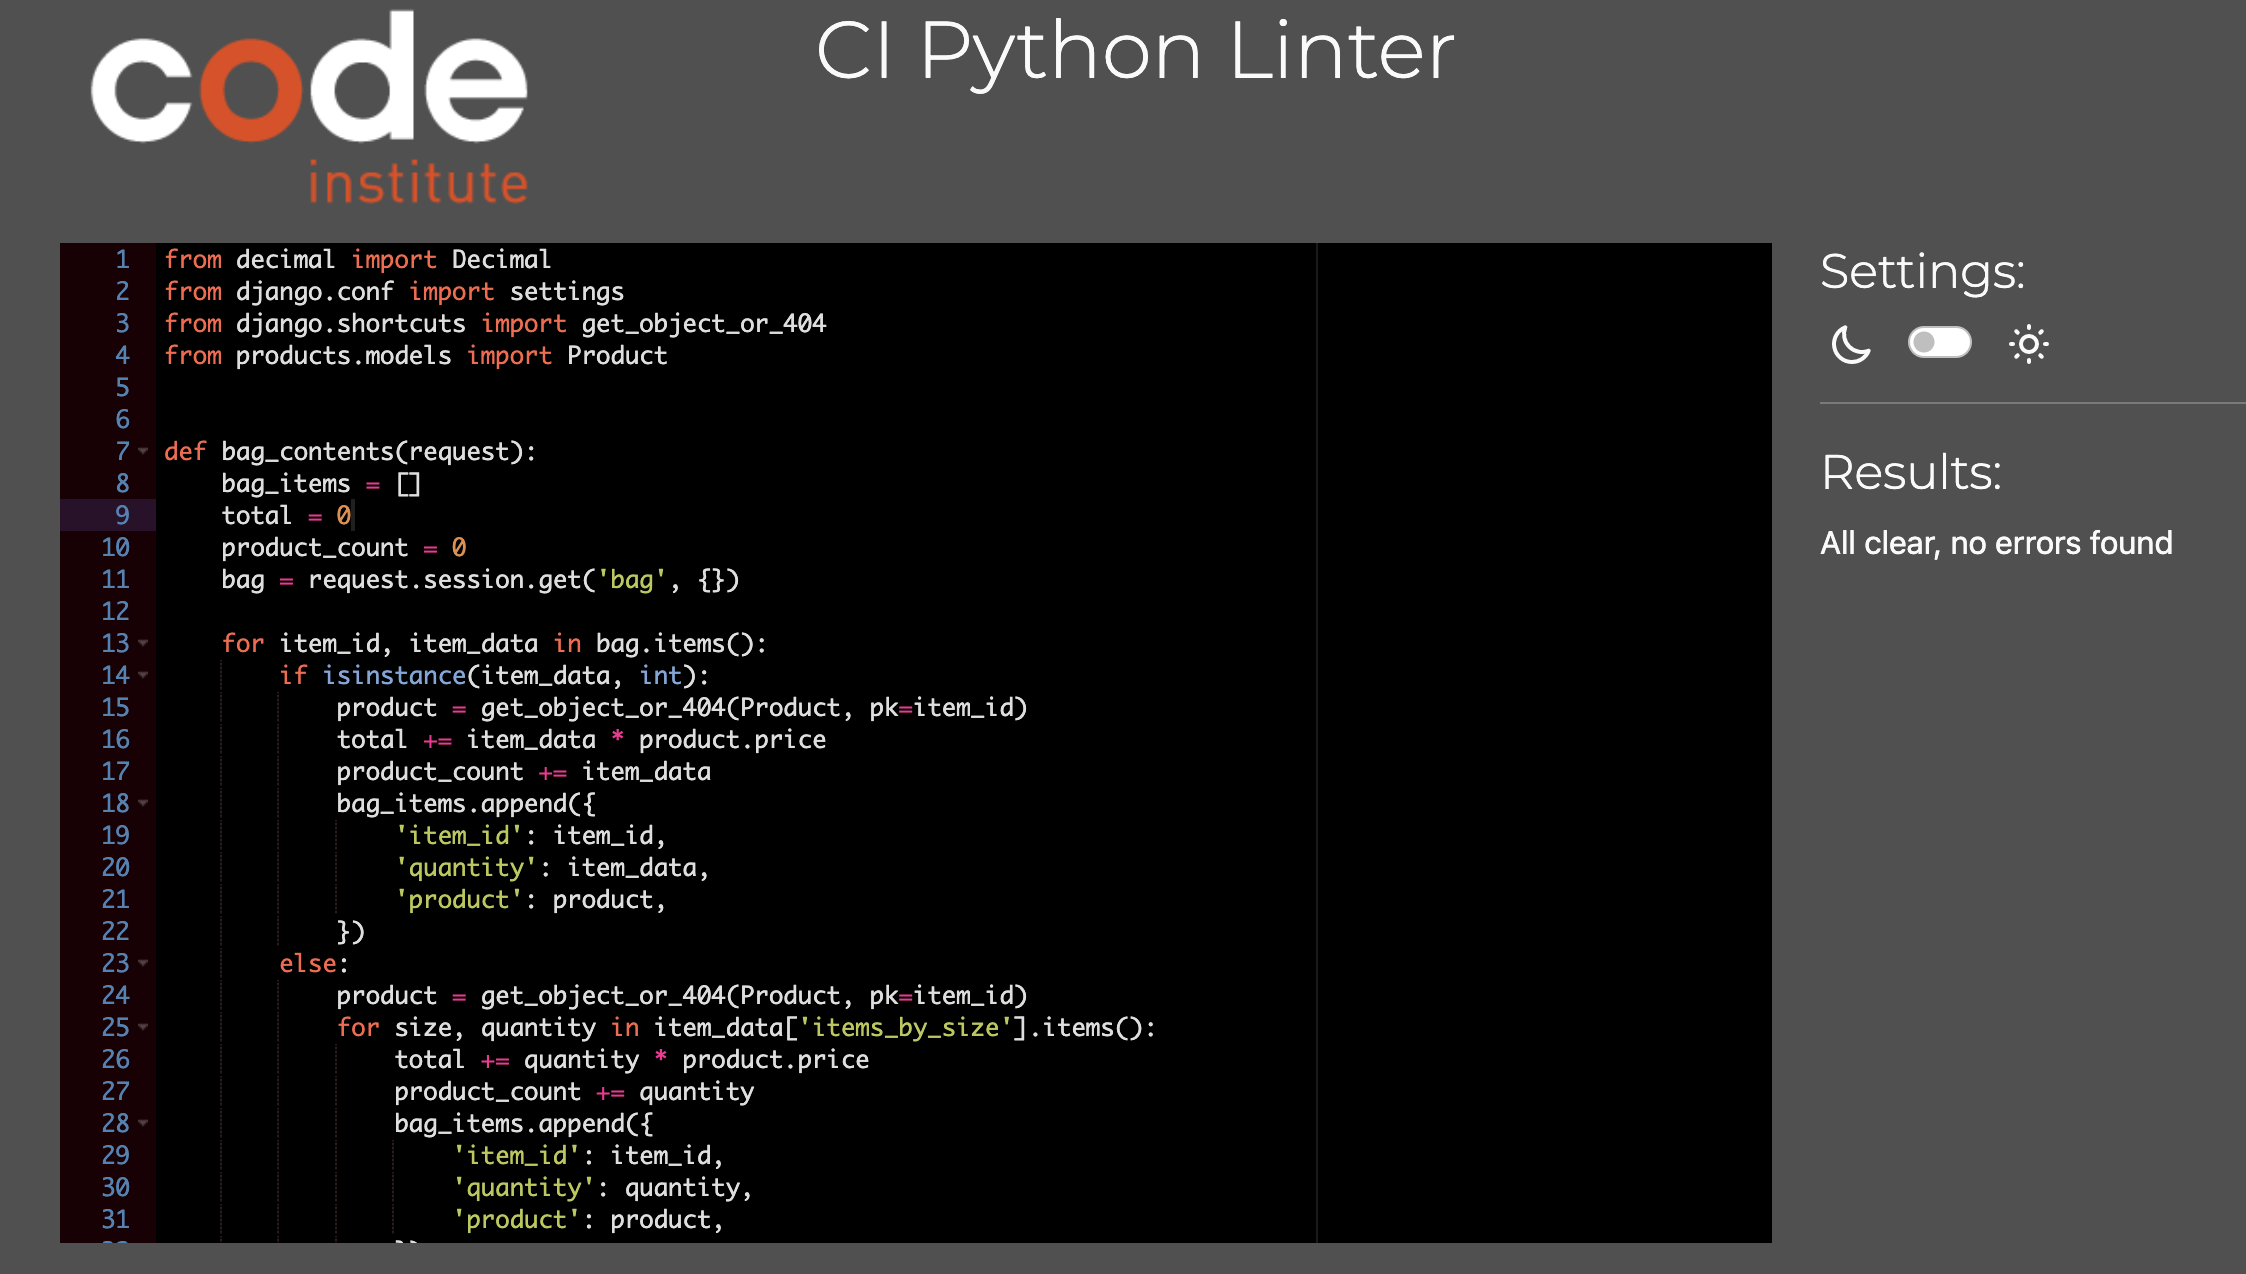 code
institute
CI Python Linter
1 from decimal import Decimal
2 from django.conf import settings
3 from django.shortcuts import get_object_or_404
4 from products.models import Product
5
6
7 def bag_contents(request):
8     bag_items = []
9     total = 0
10     product_count = 0
11     bag = request.session.get('bag', {})
12
13     for item_id, item_data in bag.items():
14         if isinstance(item_data, int):
15             product = get_object_or_404(Product, pk=item_id)
16             total += item_data * product.price
17             product_count += item_data
18             bag_items.append({
19                 'item_id': item_id,
20                 'quantity': item_data,
21                 'product': product,
22             })
23         else:
24             product = get_object_or_404(Product, pk=item_id)
25             for size, quantity in item_data['items_by_size'].items():
26                 total += quantity * product.price
27                 product_count += quantity
28                 bag_items.append({
29                     'item_id': item_id,
30                     'quantity': quantity,
31                     'product': product,
Settings:
Results:
All clear, no errors found